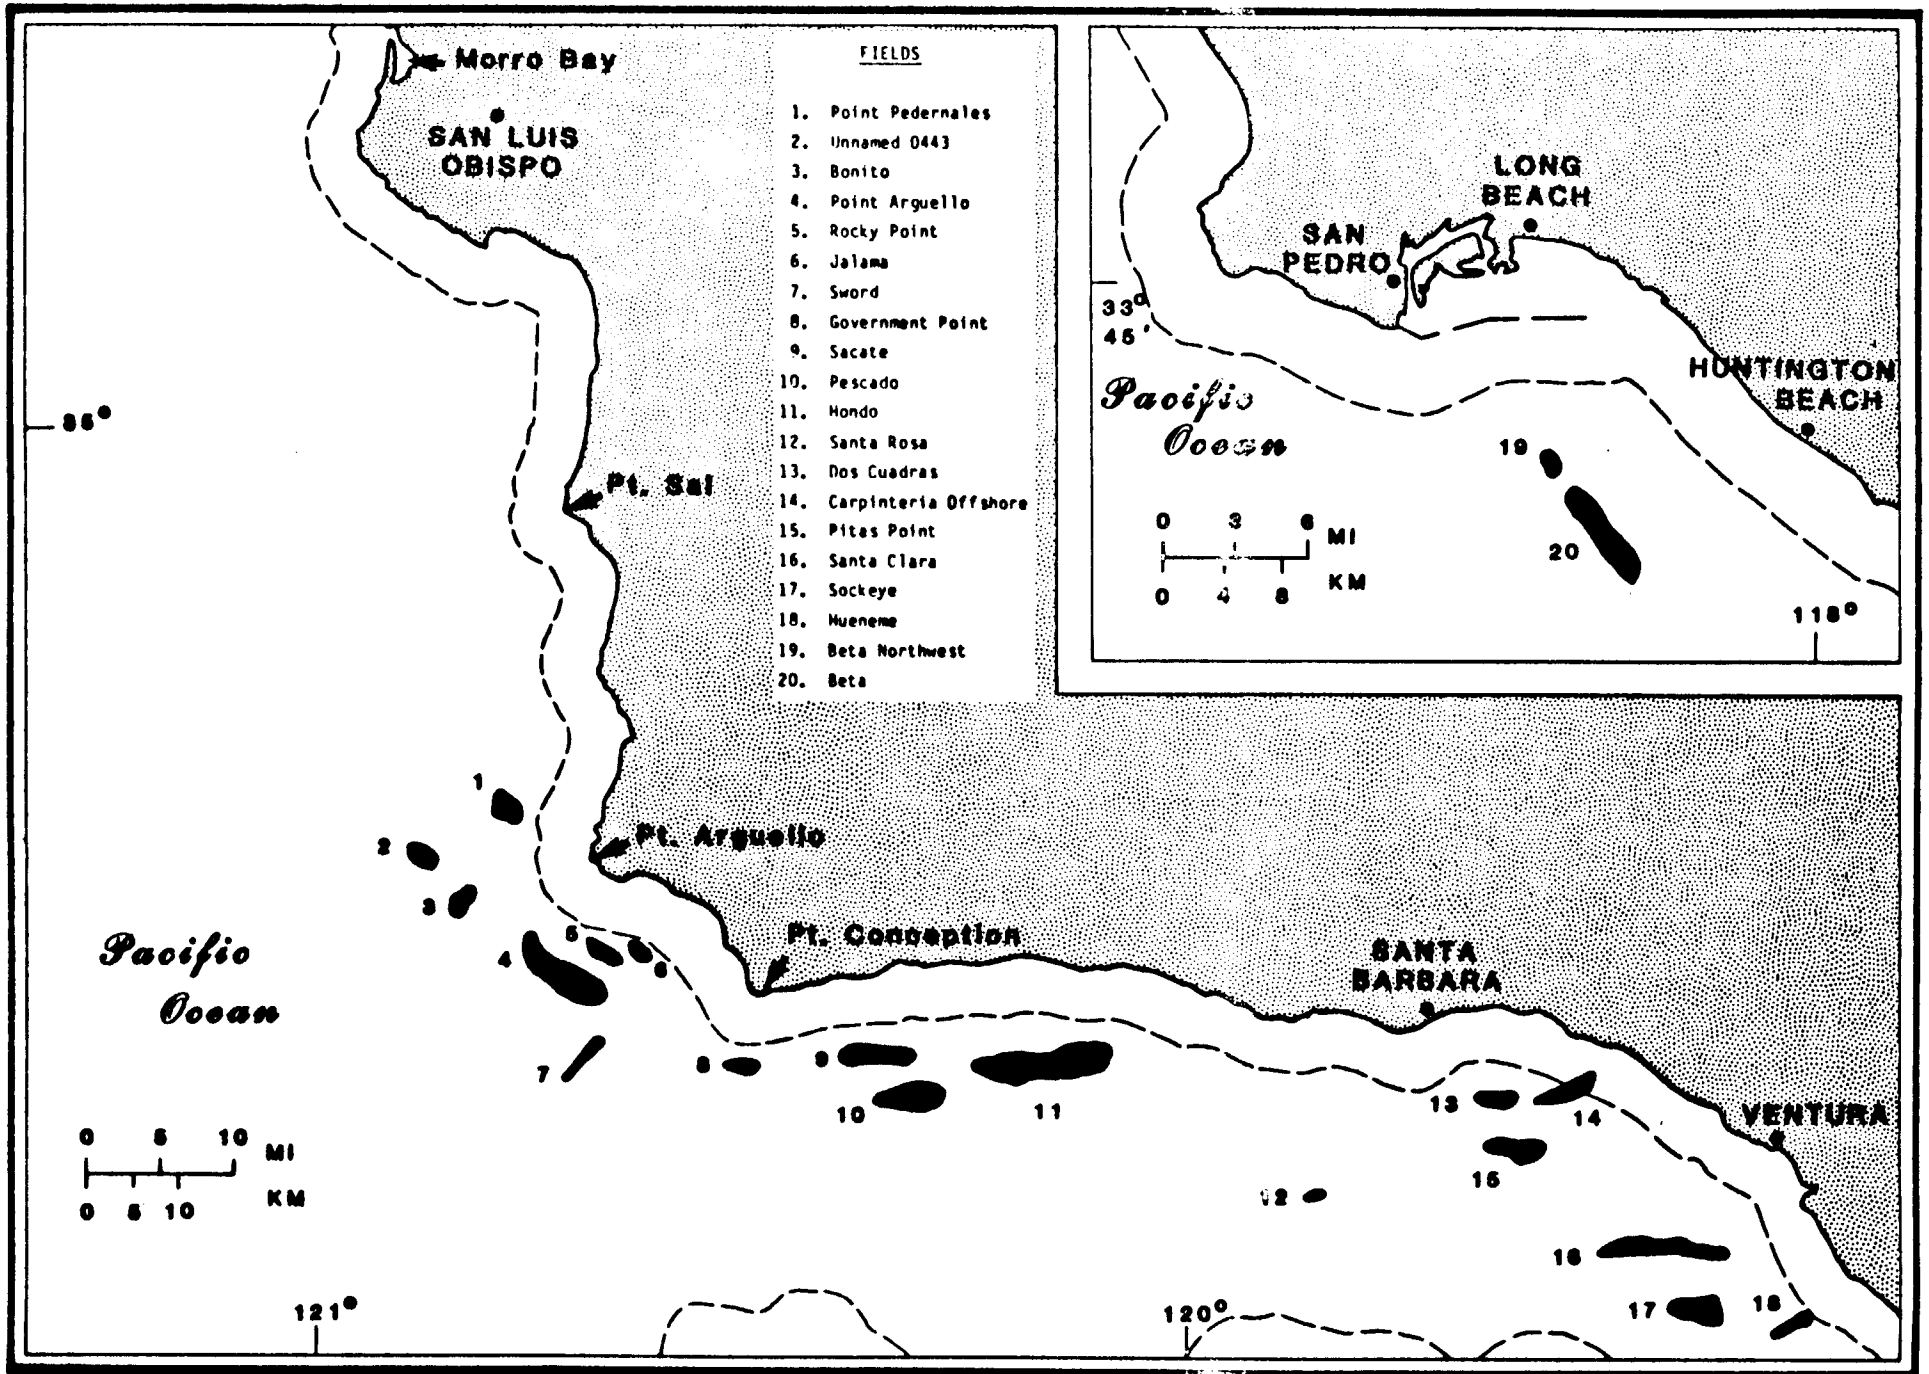 Morro Bay
SAN LUIS
OBISPO
FIELDS
1. Point Pedernales
2. Unnamed 0443
3. Bonito
4. Point Arguello
5. Rocky Point
6. Jalama
7. Sword
8. Government Point
9. Sacate
10. Pescado
11. Hondo
12. Santa Rosa
13. Dos Cuadras
14. Carpinteria Offshore
15. Pitas Point
16. Santa Clara
17. Sockeye
18. Hueneme
19. Beta Northwest
20. Beta
LONG
BEACH
SAN
PEDRO
33°
45'
HUNTINGTON
BEACH
Pacific
Ocean
19
20
0 3 6 MI
0 4 8 KM
118°
35°
Pt. Sal
1
2
3
Pt. Arguello
Pacific
Ocean
4
5
6
7
Pt. Conception
SANTA
BARBARA
8
9
10
11
13
14
VENTURA
15
12
16
17
18
0 5 10 MI
0 5 10 KM
121°
120°